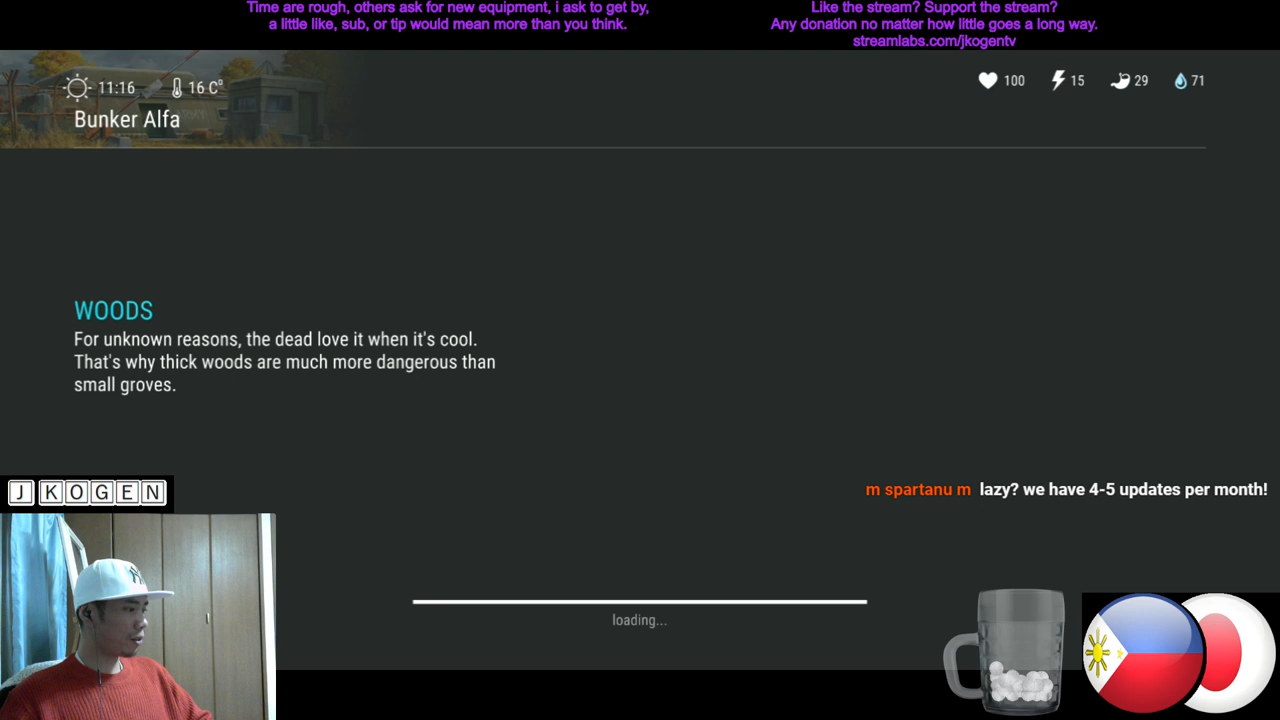 Time are rough, others ask for new equipment, i ask to get by,
a little like, sub, or tip would mean more than you think.
Like the stream? Support the stream?
Any donation no matter how little goes a long way.
streamlabs.com/jkogentv
11:16
16 C°
100
15
29
71
Bunker Alfa
WOODS
For unknown reasons, the dead love it when it's cool.
That's why thick woods are much more dangerous than
small groves.
J KOGEN
m spartanu m lazy? we have 4-5 updates per month!
loading...